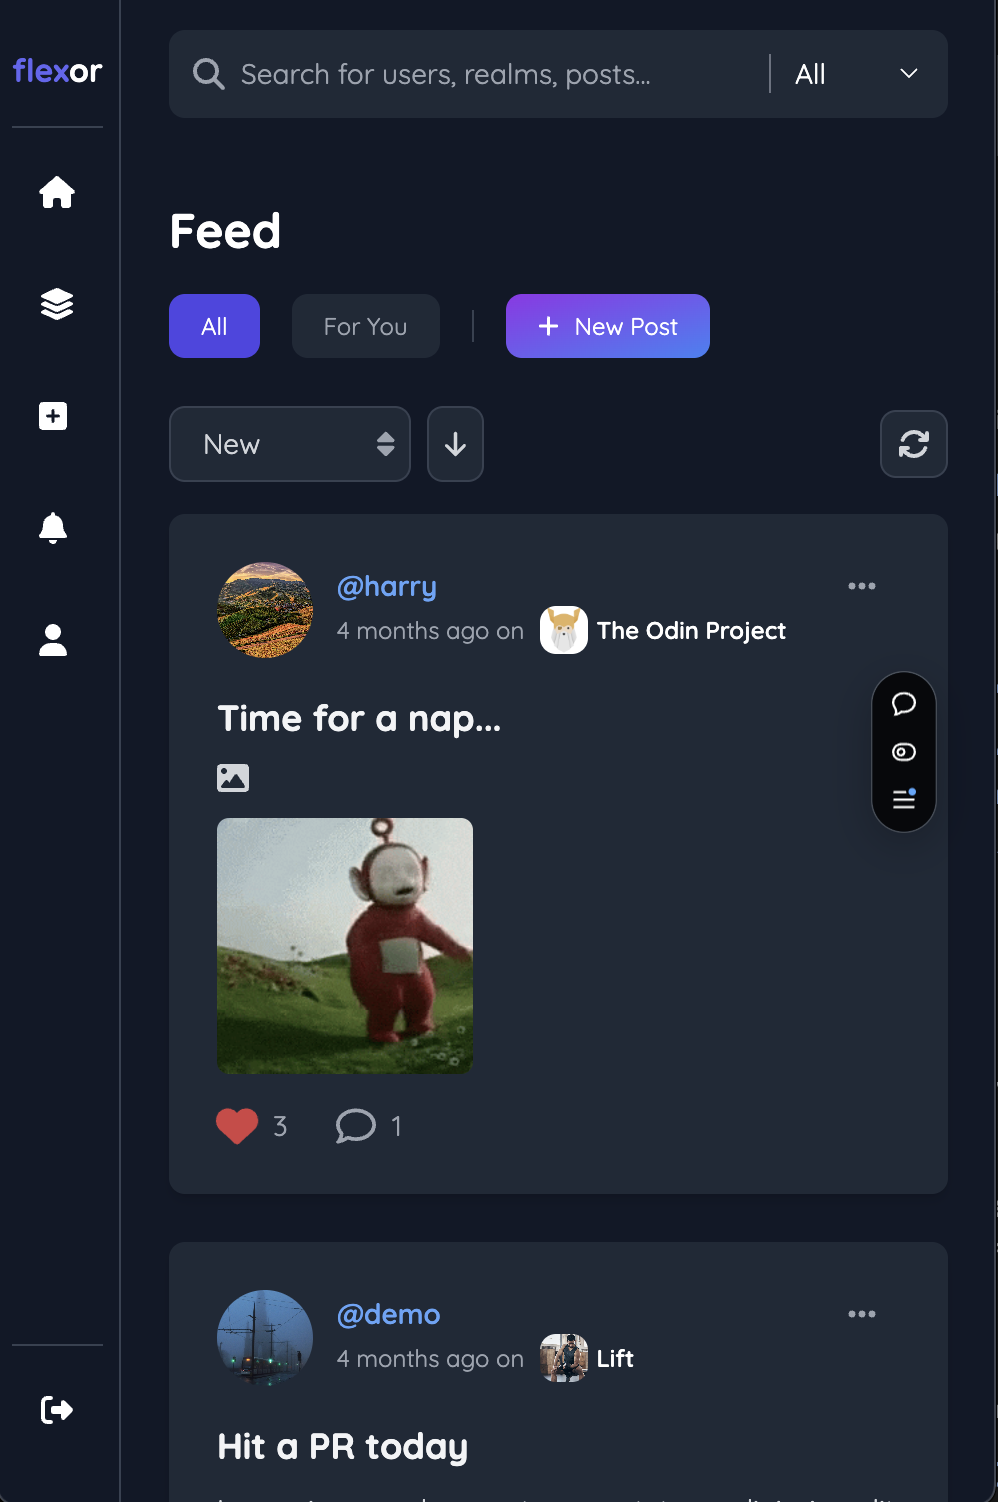 flexor
Search for users, realms, posts...
All
Feed
All
For You
New Post
New
@harry
4 months ago on
The Odin Project
Time for a nap...
3
1
@demo
4 months ago on
Lift
Hit a PR today